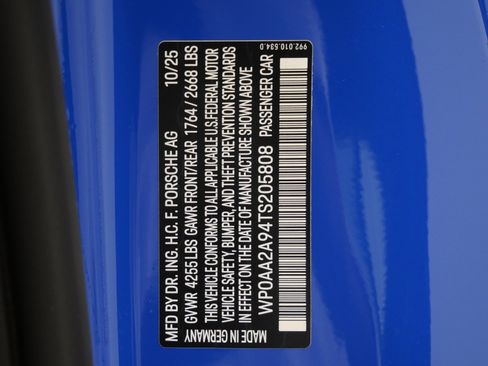 MFD BY DR. ING. H.C. F. PORSCHE AG 10/25
GVWR 4255 LBS GAWR FRONT/REAR 1764 / 2668 LBS
THIS VEHICLE CONFORMS TO ALL APPLICABLE U.S. FEDERAL MOTOR
VEHICLE SAFETY, BUMPER, AND THEFT PREVENTION STANDARDS
IN EFFECT ON THE DATE OF MANUFACTURE SHOWN ABOVE
WP0AA2A94TS205808 PASSENGER CAR
MADE IN GERMANY
992.010.534.0